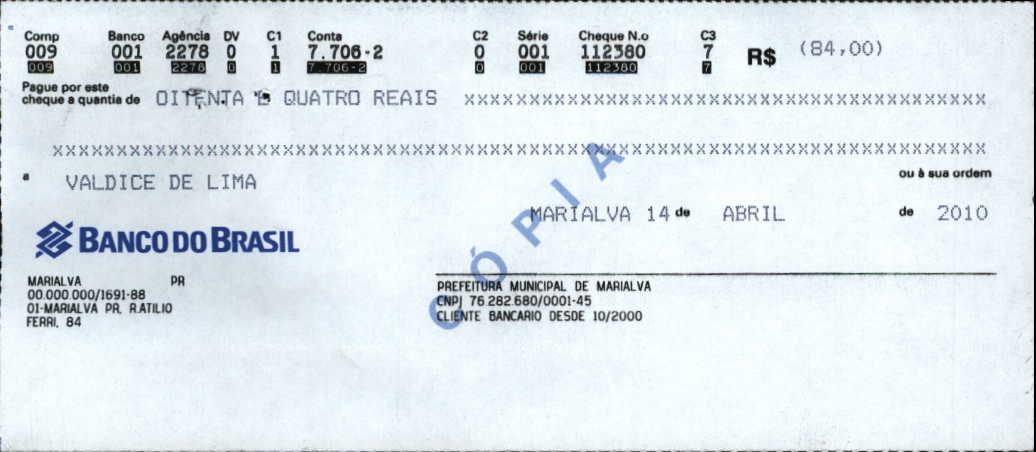 Comp Banco Agência DV C1 Conta C2 Série Cheque N.o C3
009 001 2278 0 1 7.706-2 0 001 112380 7 R$ (84,00)
009 001 2278 0 1 7.706-2 0 001 112380 7
Pague por este
cheque a quantia de OITENTA E QUATRO REAIS xxxxxxxxxxxxxxxxxxxxxxxxxxxxxxxxxxxxxxxx
xxxxxxxxxxxxxxxxxxxxxxxxxxxxxxxxxxxxxxxxxxxxxxxxxxxxxxxxxxxxxxxxxxxxxxxx
a VALDICE DE LIMA ou à sua ordem
MARIALVA 14 de ABRIL de 2010
BANCO DO BRASIL
CÓPIA
MARIALVA PR
00.000.000/1691-88
01-MARIALVA PR, R.ATILIO
FERRI, 84
PREFEITURA MUNICIPAL DE MARIALVA
CNPJ 76.282.680/0001-45
CLIENTE BANCARIO DESDE 10/2000